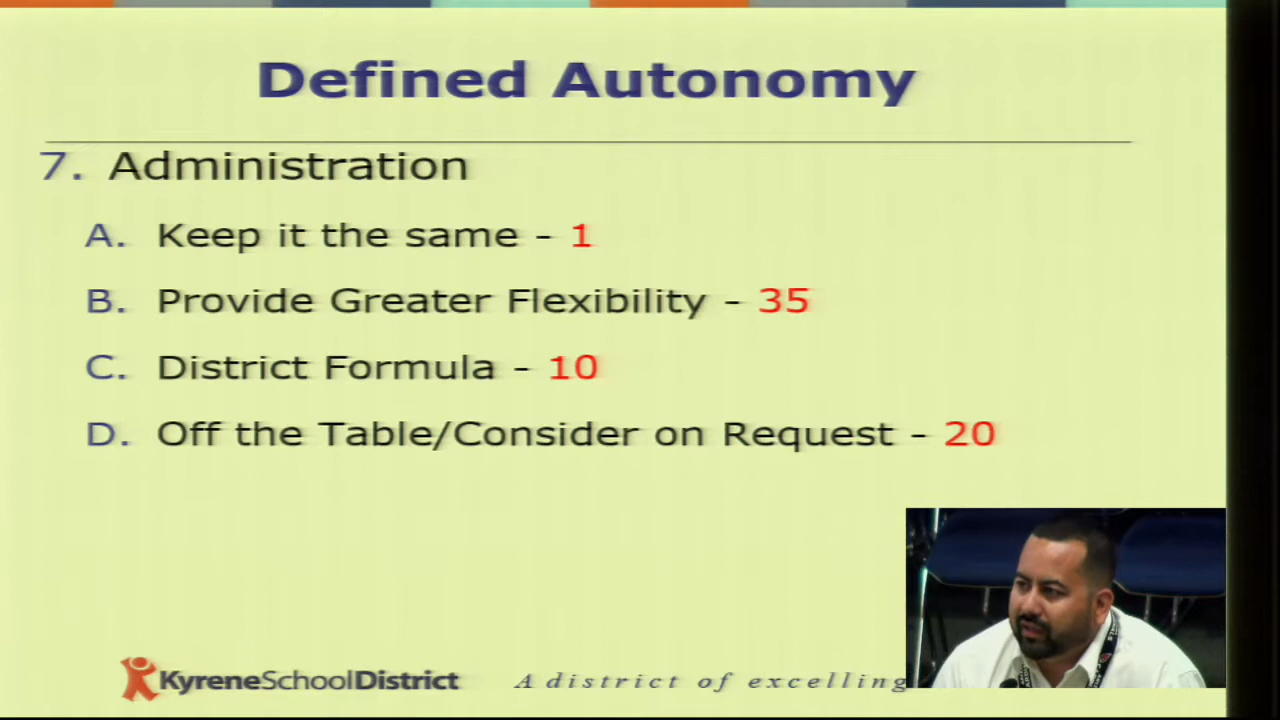 Defined Autonomy
7. Administration
A. Keep it the same - 1
B. Provide Greater Flexibility - 35
C. District Formula - 10
D. Off the Table/Consider on Request - 20
KyreneSchoolDistrict
A district of excelling